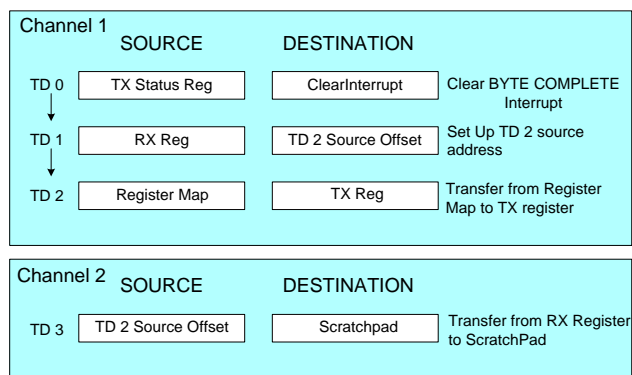 Channel 1
SOURCE DESTINATION
TD 0 TX Status Reg ClearInterrupt Clear BYTE COMPLETE
Interrupt
TD 1 RX Reg TD 2 Source Offset Set Up TD 2 source
address
TD 2 Register Map TX Reg Transfer from Register
Map to TX register
Channel 2
SOURCE DESTINATION
TD 3 TD 2 Source Offset Scratchpad Transfer from RX Register
to ScratchPad